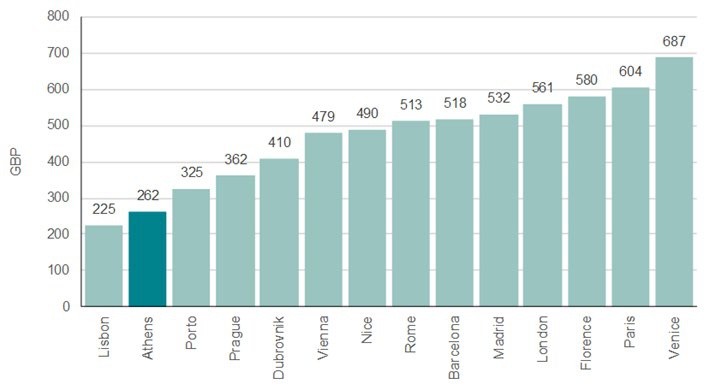 800
700
600
500
400
300
200
100
0
GBP
225
262
325
362
410
479
490
513
518
532
561
580
604
687
Lisbon
Athens
Porto
Prague
Dubrovnik
Vienna
Nice
Rome
Barcelona
Madrid
London
Florence
Paris
Venice